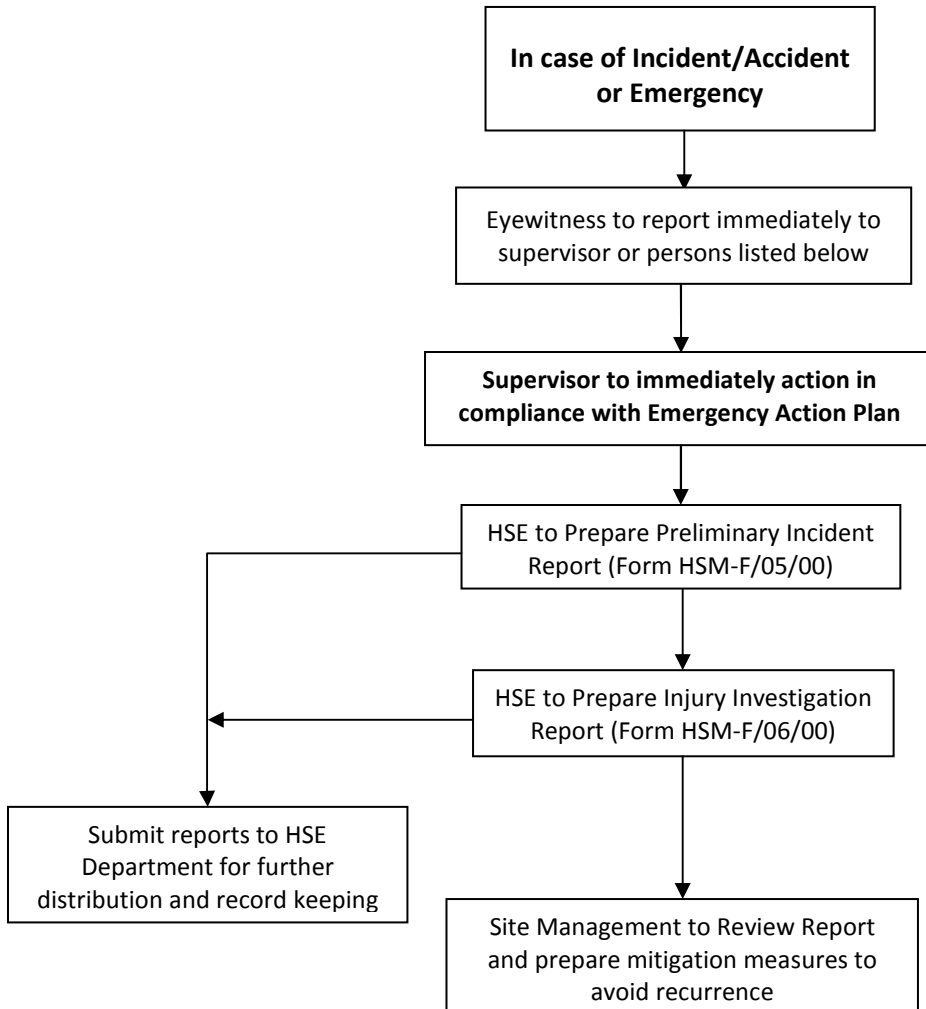 In case of Incident/Accident
or Emergency
Eyewitness to report immediately to
supervisor or persons listed below
Supervisor to immediately action in
compliance with Emergency Action Plan
HSE to Prepare Preliminary Incident
Report (Form HSM-F/05/00)
HSE to Prepare Injury Investigation
Report (Form HSM-F/06/00)
Submit reports to HSE
Department for further
distribution and record keeping
Site Management to Review Report
and prepare mitigation measures to
avoid recurrence